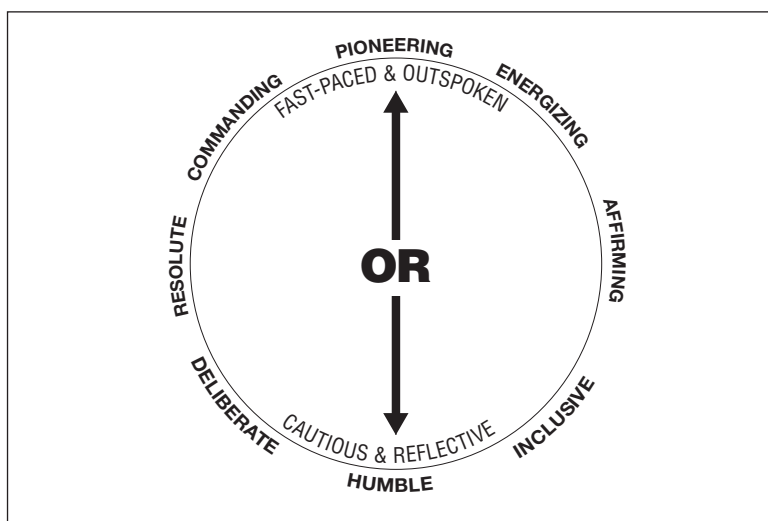 PIONEERING
FAST-PACED & OUTSPOKEN
COMMANDING
ENERGIZING
RESOLUTE
AFFIRMING
OR
DELIBERATE
INCLUSIVE
CAUTIOUS & REFLECTIVE
HUMBLE